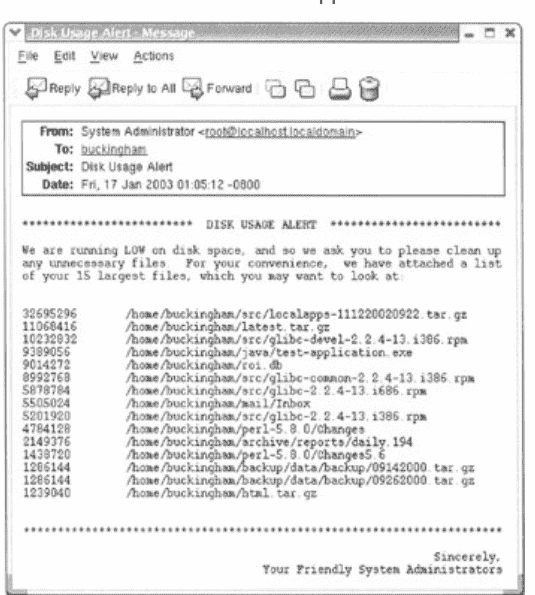 Disk Usage Alert - Message
File Edit View Actions
Reply Reply to All Forward
From: System Administrator <root@localhost.localdomain>
To: buckingham
Subject: Disk Usage Alert
Date: Fri, 17 Jan 2003 01:05:12 -0800
************************* DISK USAGE ALERT *************************
We are running LOW on disk space, and so we ask you to please clean up
any unnecessary files. For your convenience, we have attached a list
of your 15 largest files, which you may want to look at:
32695296 /home/buckingham/src/localapps-111220020922.tar.gz
11068416 /home/buckingham/latest.tar.gz
10232832 /home/buckingham/src/glibc-devel-2.2.4-13.i386.rpm
9389056 /home/buckingham/java/test-application.exe
9014272 /home/buckingham/roi.db
8992768 /home/buckingham/src/glibc-common-2.2.4-13.i386.rpm
5878784 /home/buckingham/src/glibc-2.2.4-13.i686.rpm
5505024 /home/buckingham/mail/Inbox
5201920 /home/buckingham/src/glibc-2.2.4-13.i386.rpm
4784128 /home/buckingham/perl-5.8.0/Changes
2149376 /home/buckingham/archive/reports/daily.194
1438720 /home/buckingham/perl-5.8.0/Changes5.6
1286144 /home/buckingham/backup/data/backup/09142000.tar.gz
1286144 /home/buckingham/backup/data/backup/09262000.tar.gz
1239040 /home/buckingham/html.tar.gz
**********************************************************************
Sincerely,
Your Friendly System Administrators